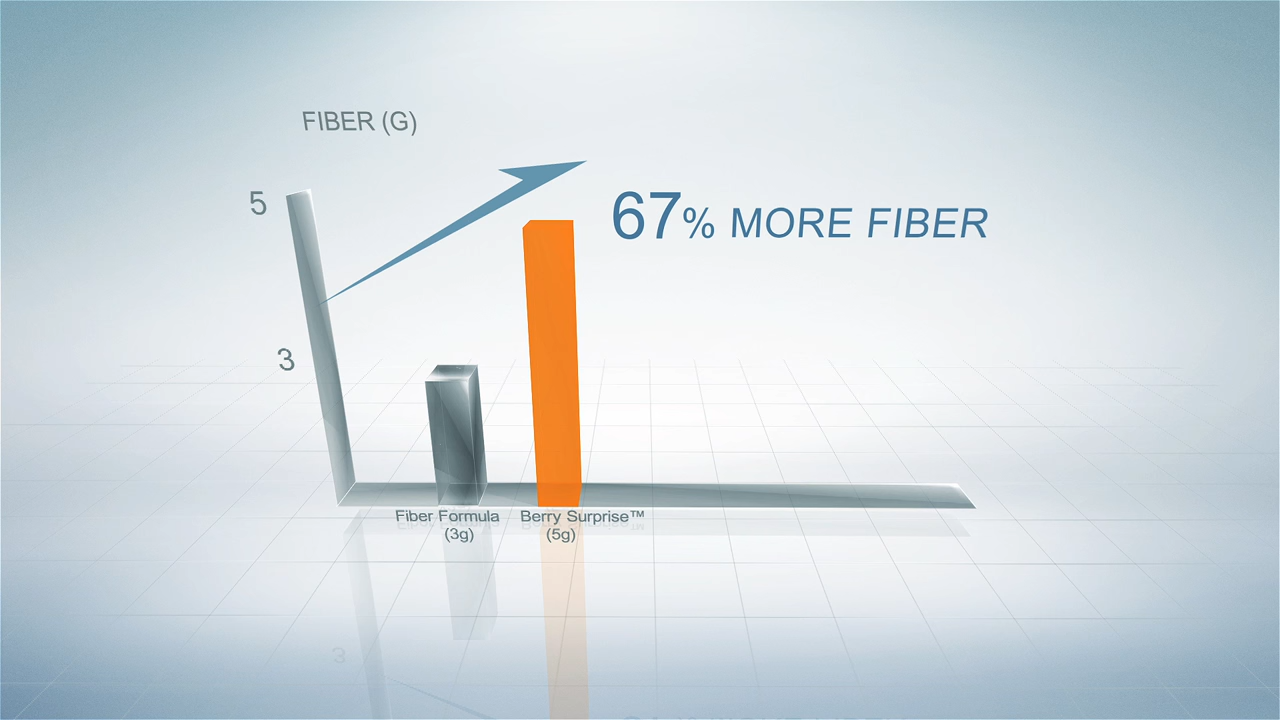 FIBER (G)
5
67% MORE FIBER
3
Fiber Formula
(3g)
Berry Surprise™
(5g)